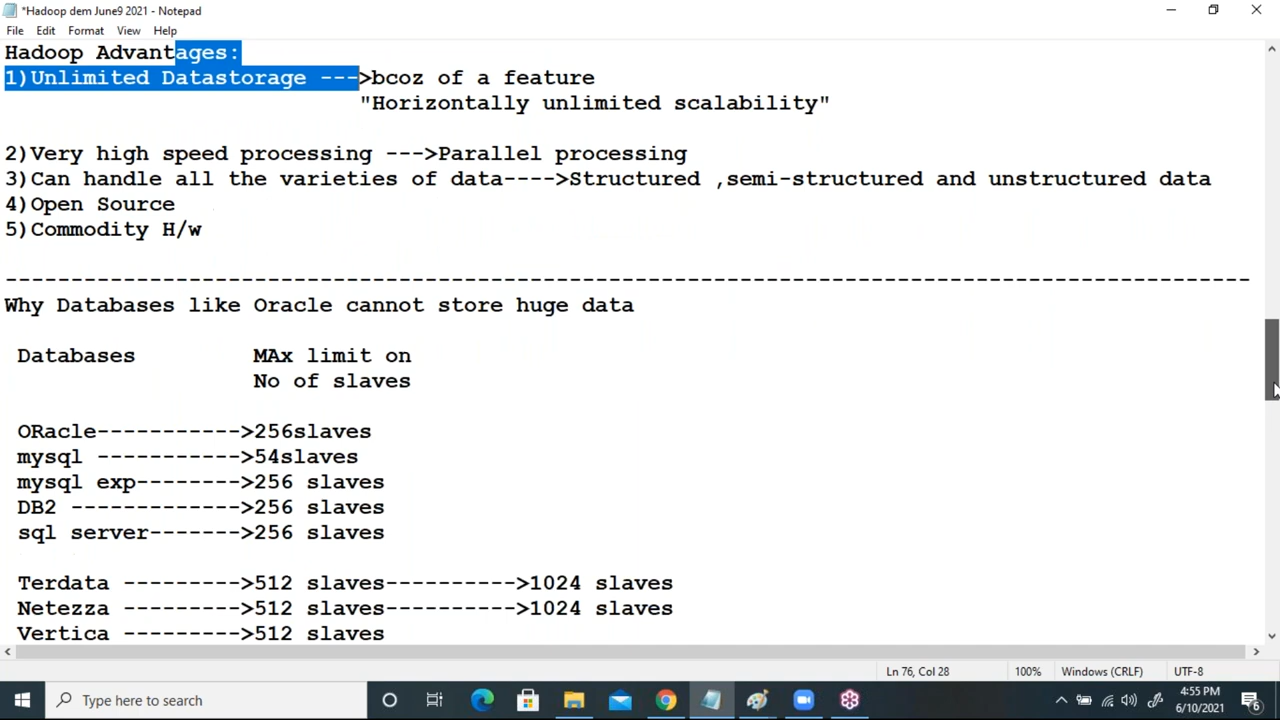 *Hadoop dem June9 2021 - Notepad
File Edit Format View Help
Hadoop Advantages:
1)Unlimited Datastorage --->bcoz of a feature
"Horizontally unlimited scalability"
2)Very high speed processing --->Parallel processing
3)Can handle all the varieties of data---->Structured ,semi-structured and unstructured data
4)Open Source
5)Commodity H/w
-----------------------------------------------------------------------------------------------
Why Databases like Oracle cannot store huge data
Databases MAx limit on
No of slaves
ORacle----------->256slaves
mysql ----------->54slaves
mysql exp-------->256 slaves
DB2 ------------->256 slaves
sql server------->256 slaves
Terdata --------->512 slaves---------->1024 slaves
Netezza --------->512 slaves---------->1024 slaves
Vertica --------->512 slaves
Ln 76, Col 28 100% Windows (CRLF) UTF-8
Type here to search
4:55 PM
6/10/2021
6